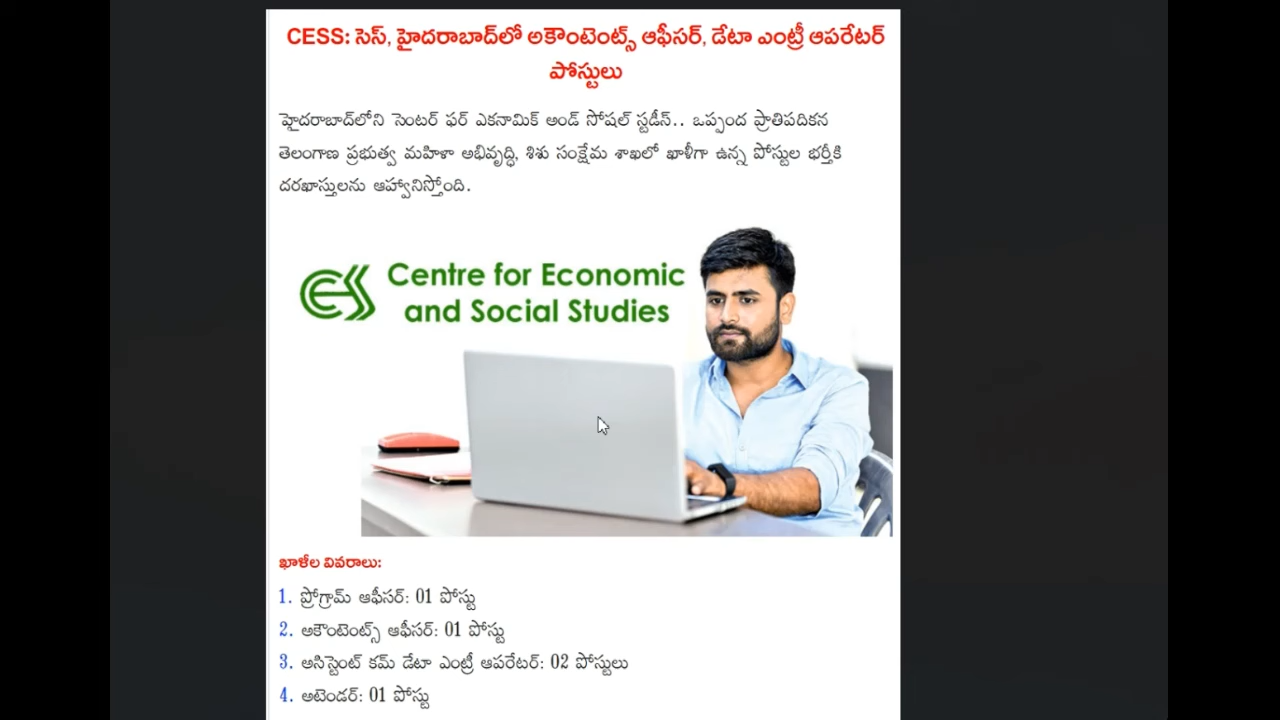 CESS: సెస్, హైదరాబాద్‌లో అకౌంటెంట్స్ ఆఫీసర్, డేటా ఎంట్రీ ఆపరేటర్
పోస్టులు
హైదరాబాద్‌లోని సెంటర్ ఫర్ ఎకనామిక్ అండ్ సోషల్ స్టడీస్.. ఒప్పంద ప్రాతిపదికన
తెలంగాణ ప్రభుత్వ మహిళా అభివృద్ధి, శిశు సంక్షేమ శాఖలో ఖాళీగా ఉన్న పోస్టుల భర్తీకి
దరఖాస్తులను ఆహ్వానిస్తోంది.
Centre for Economic
and Social Studies
ఖాళీల వివరాలు:
1. ప్రోగ్రామ్ ఆఫీసర్: 01 పోస్టు
2. అకౌంటెంట్స్ ఆఫీసర్: 01 పోస్టు
3. అసిస్టెంట్ కమ్ డేటా ఎంట్రీ ఆపరేటర్: 02 పోస్టులు
4. అటెండర్: 01 పోస్టు